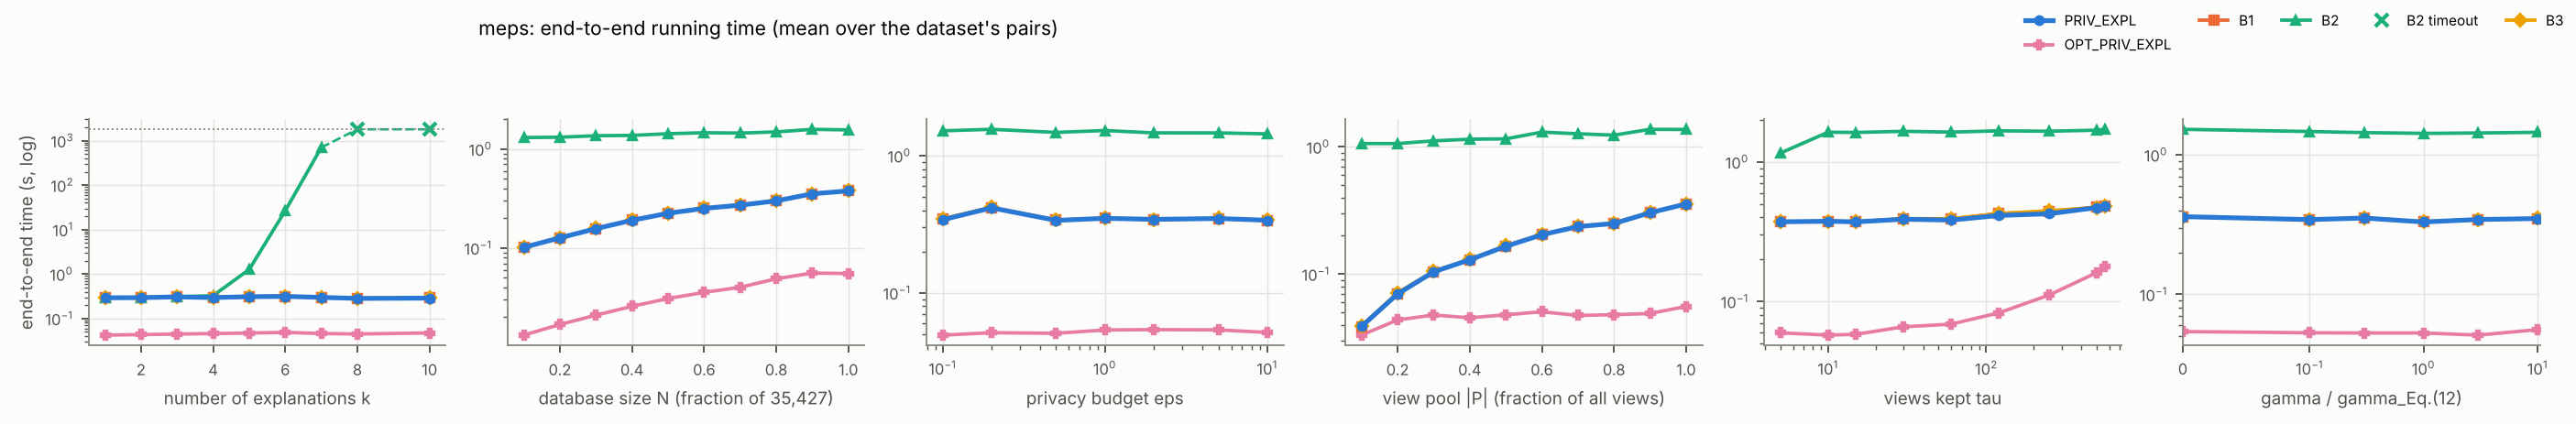 meps: end-to-end running time (mean over the dataset's pairs)
PRIV_EXPL
B1
B2
B2 timeout
B3
OPT_PRIV_EXPL
end-to-end time (s, log)
10³
10²
10¹
10⁰
10⁻¹
2 4 6 8 10
number of explanations k
10⁰
10⁻¹
0.2 0.4 0.6 0.8 1.0
database size N (fraction of 35,427)
10⁰
10⁻¹
10⁻¹ 10⁰ 10¹
privacy budget eps
10⁰
10⁻¹
0.2 0.4 0.6 0.8 1.0
view pool |P| (fraction of all views)
10⁰
10⁻¹
10¹ 10²
views kept tau
10⁰
10⁻¹
0 10⁻¹ 10⁰ 10¹
gamma / gamma_Eq.(12)